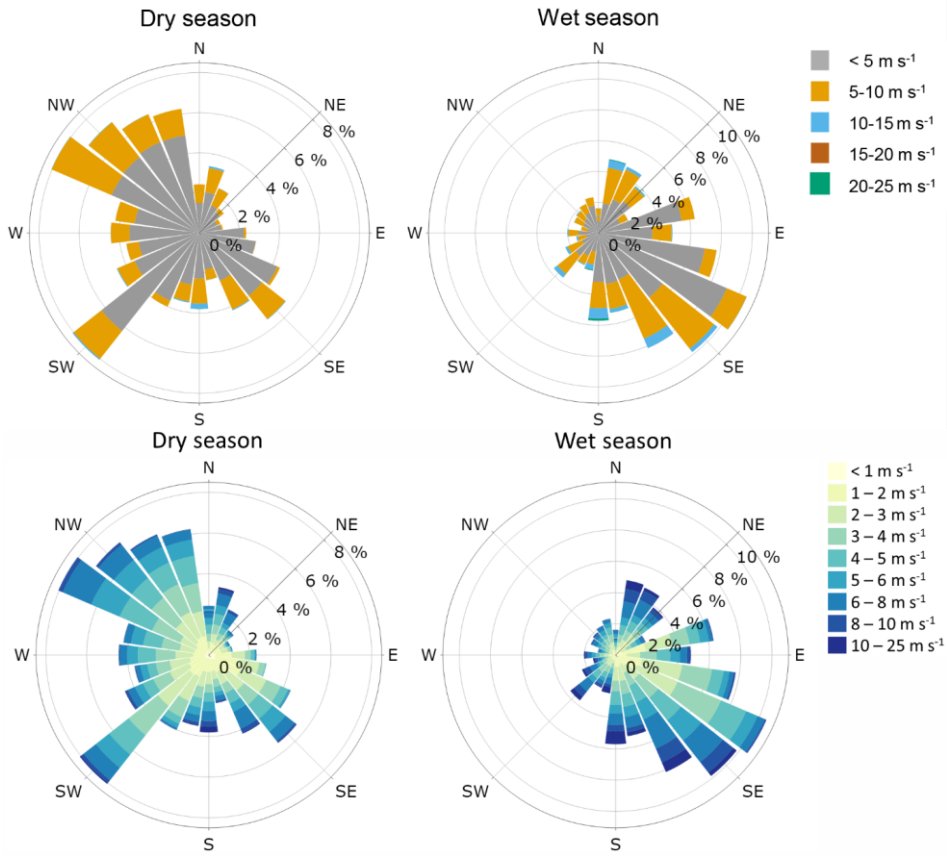 Dry season
Wet season
N
NW
NE
W
E
SW
SE
S
0 %
2 %
4 %
6 %
8 %
N
NW
NE
W
E
SW
SE
S
0 %
2 %
4 %
6 %
8 %
10 %
< 5 m s⁻¹
5-10 m s⁻¹
10-15 m s⁻¹
15-20 m s⁻¹
20-25 m s⁻¹
Dry season
Wet season
N
NW
NE
W
E
SW
SE
S
0 %
2 %
4 %
6 %
8 %
N
NW
NE
W
E
SW
SE
S
0 %
2 %
4 %
6 %
8 %
10 %
< 1 m s⁻¹
1 – 2 m s⁻¹
2 – 3 m s⁻¹
3 – 4 m s⁻¹
4 – 5 m s⁻¹
5 – 6 m s⁻¹
6 – 8 m s⁻¹
8 – 10 m s⁻¹
10 – 25 m s⁻¹